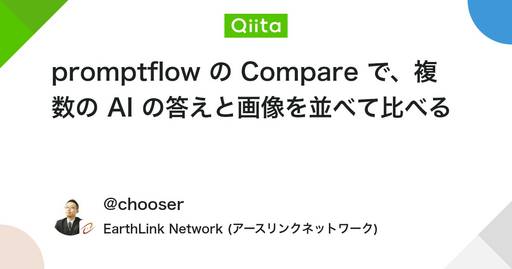 Qiita
promptflow の Compare で、複
数の AI の答えと画像を並べて比べる
@chooser
EarthLink Network (アースリンクネットワーク)